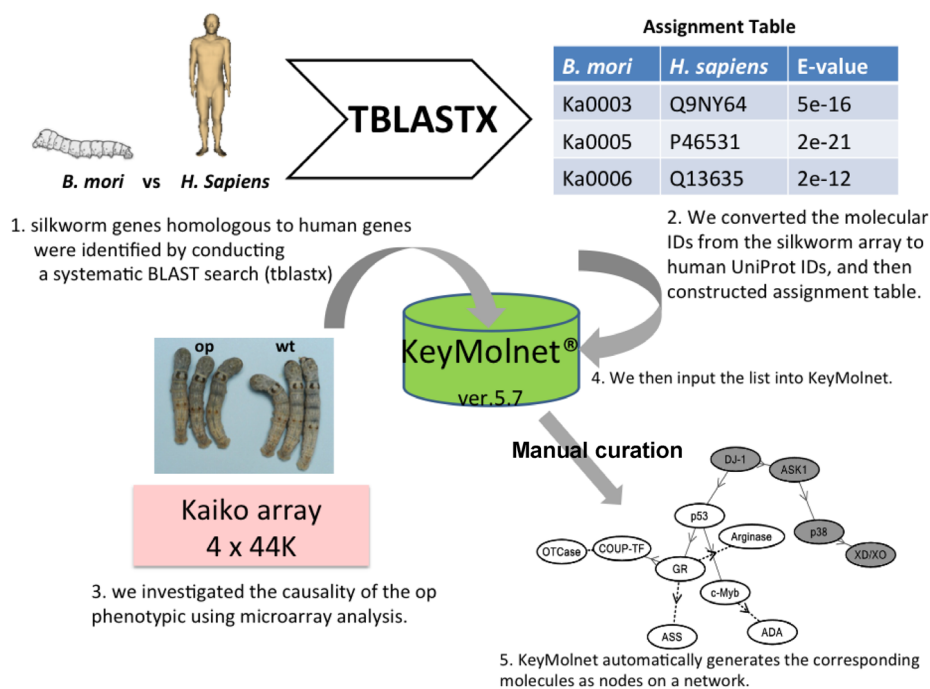 Assignment Table
B. mori H. sapiens E-value
Ka0003 Q9NY64 5e-16
Ka0005 P46531 2e-21
Ka0006 Q13635 2e-12
TBLASTX
B. mori vs H. Sapiens
1. silkworm genes homologous to human genes
were identified by conducting
a systematic BLAST search (tblastx)
2. We converted the molecular
IDs from the silkworm array to
human UniProt IDs, and then
constructed assignment table.
op wt
KeyMolnet®
ver.5.7
4. We then input the list into KeyMolnet.
Kaiko array
4 x 44K
3. we investigated the causality of the op
phenotypic using microarray analysis.
Manual curation
DJ-1
ASK1
p53
p38
XD/XO
Arginase
OTCase
COUP-TF
GR
c-Myb
ASS
ADA
5. KeyMolnet automatically generates the corresponding
molecules as nodes on a network.